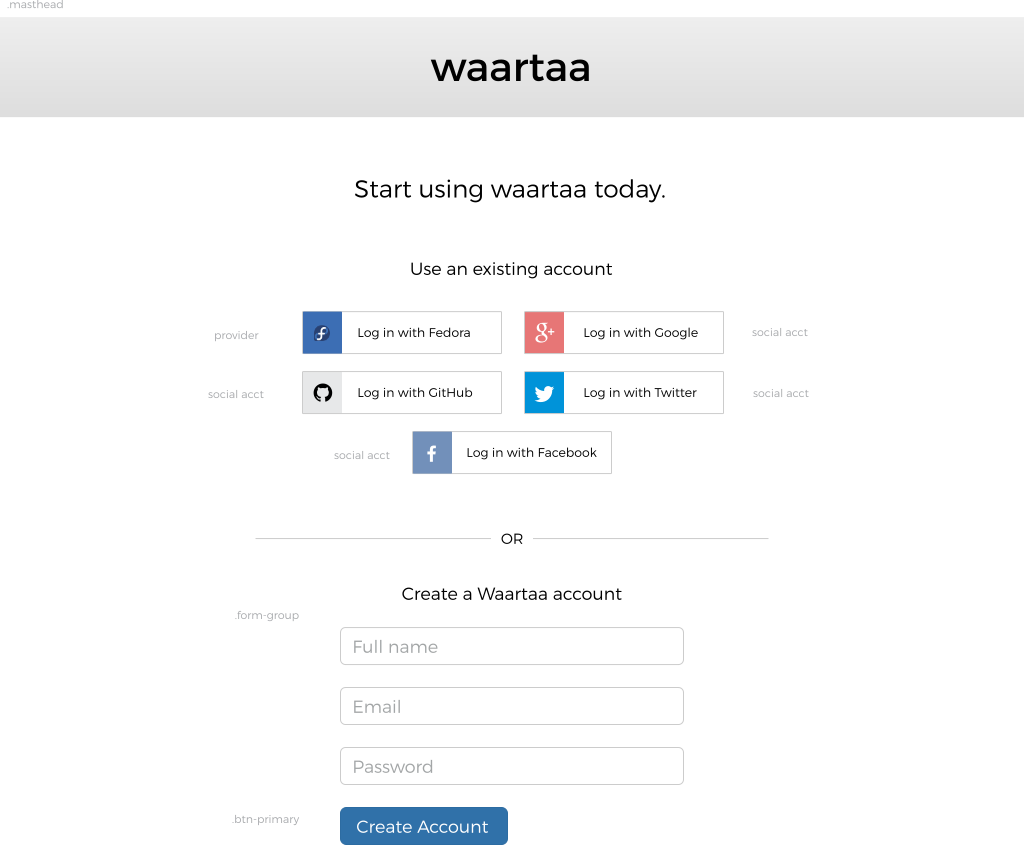 .masthead
waartaa
Start using waartaa today.
Use an existing account
provider
Log in with Fedora
g+
Log in with Google
social acct
social acct
Log in with GitHub
Log in with Twitter
social acct
social acct
f
Log in with Facebook
OR
Create a Waartaa account
.form-group
Full name
Email
Password
.btn-primary
Create Account